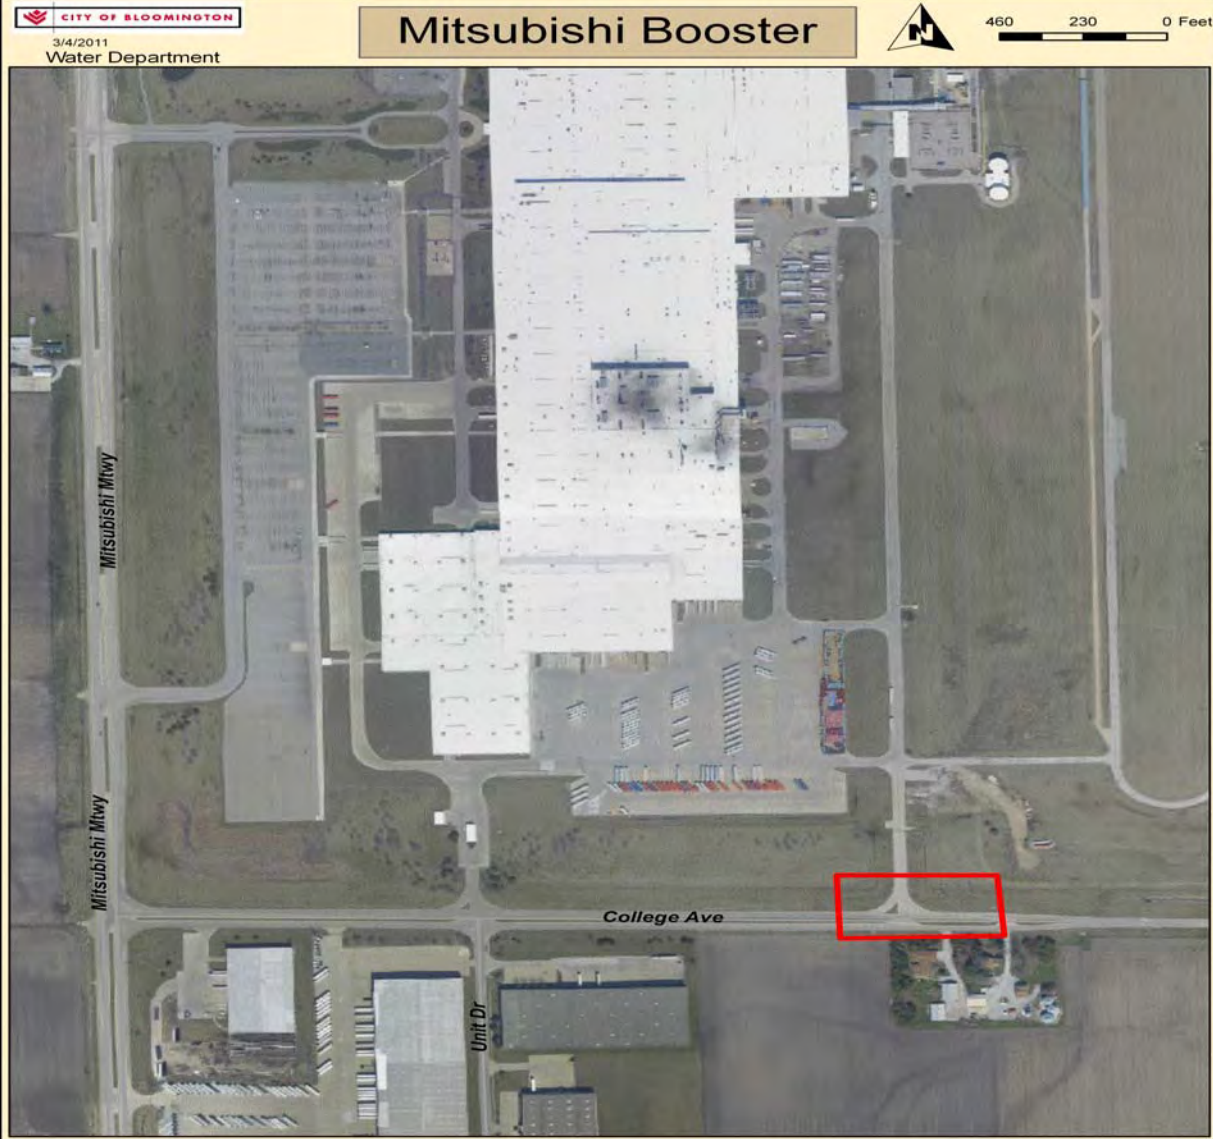 CITY OF BLOOMINGTON
3/4/2011
Water Department
Mitsubishi Booster
N
460 230 0 Feet
Mitsubishi Mtwy
Mitsubishi Mtwy
College Ave
Unit Dr